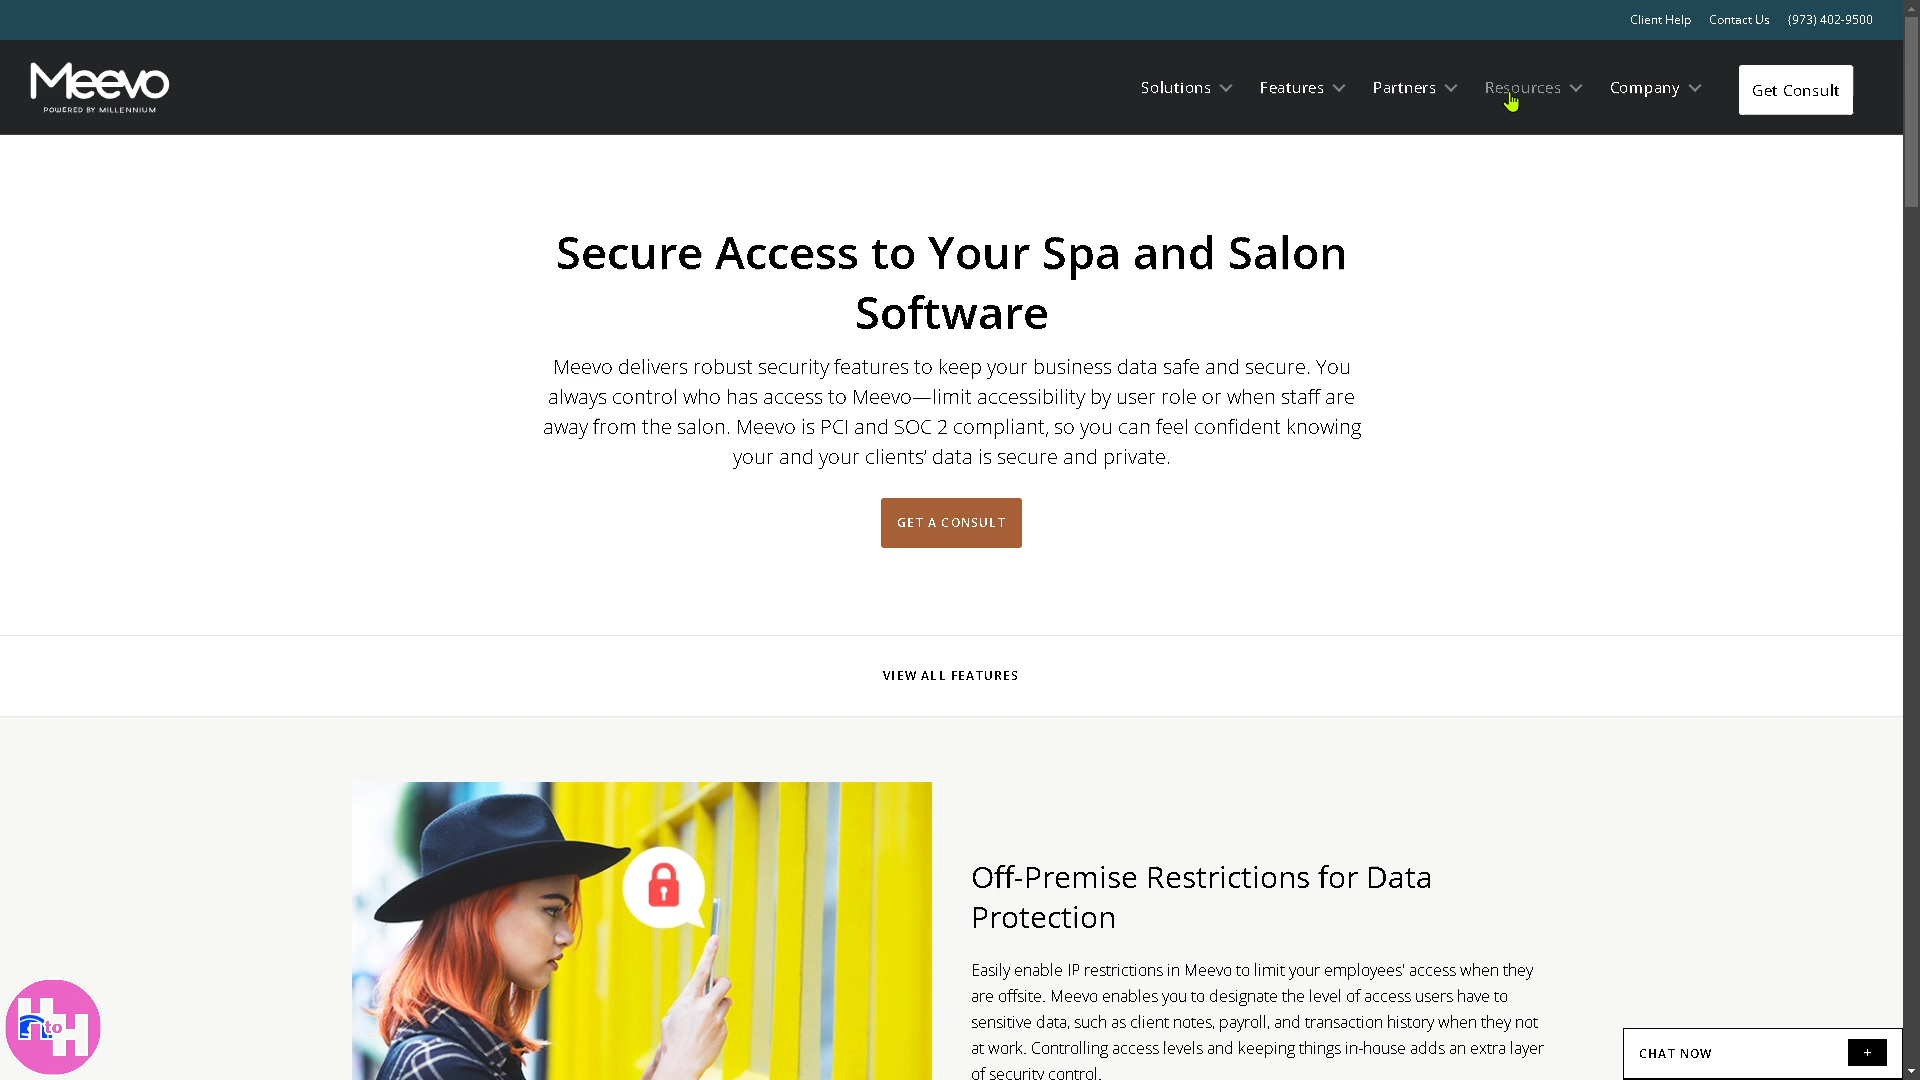 Client Help Contact Us (973) 402-9500
Meevo
POWERED BY MILLENNIUM
Solutions Features Partners Resources Company Get Consult
Secure Access to Your Spa and Salon
Software
Meevo delivers robust security features to keep your business data safe and secure. You
always control who has access to Meevo—limit accessibility by user role or when staff are
away from the salon. Meevo is PCI and SOC 2 compliant, so you can feel confident knowing
your and your clients’ data is secure and private.
GET A CONSULT
VIEW ALL FEATURES
Off-Premise Restrictions for Data
Protection
Easily enable IP restrictions in Meevo to limit your employees' access when they
are offsite. Meevo enables you to designate the level of access users have to
sensitive data, such as client notes, payroll, and transaction history when they not
at work. Controlling access levels and keeping things in-house adds an extra layer
of security control.
H to H
CHAT NOW +